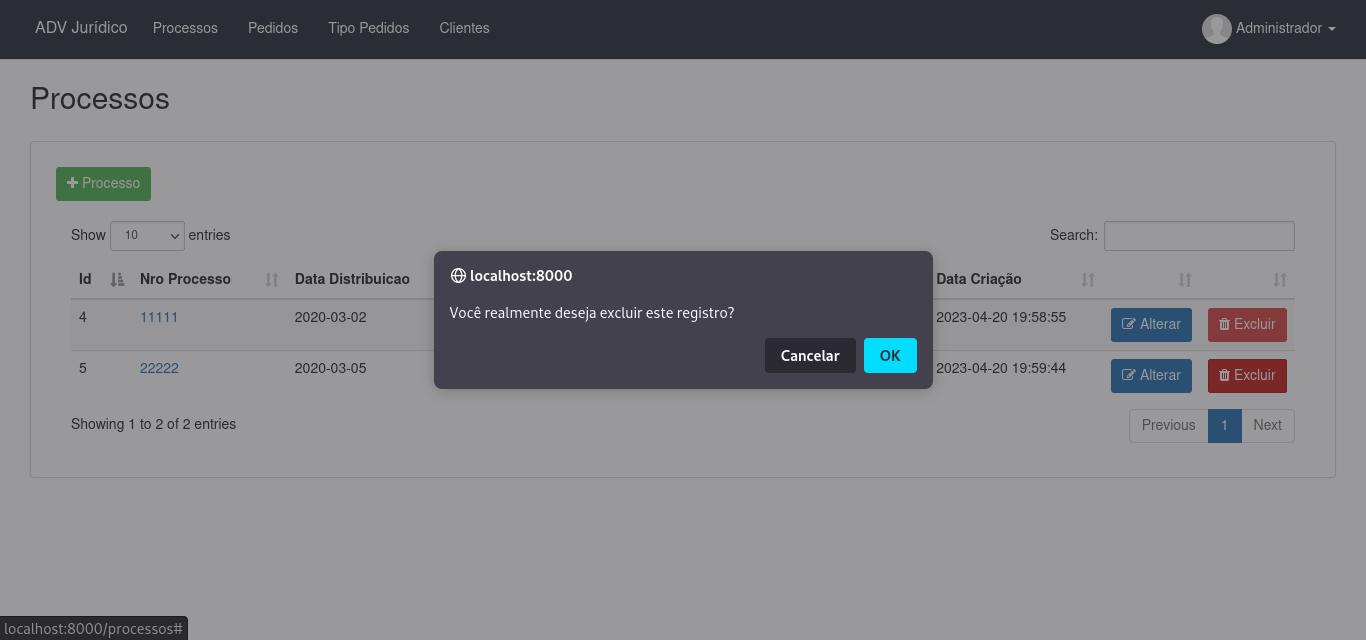 ADV Jurídico Processos Pedidos Tipo Pedidos Clientes Administrador
Processos
Processo
Show 10 entries Search:
Id Nro Processo Data Distribuicao Data Criação
4 11111 2020-03-02 2023-04-20 19:58:55 Alterar Excluir
5 22222 2020-03-05 2023-04-20 19:59:44 Alterar Excluir
Showing 1 to 2 of 2 entries Previous 1 Next
localhost:8000
Você realmente deseja excluir este registro?
Cancelar OK
localhost:8000/processos#